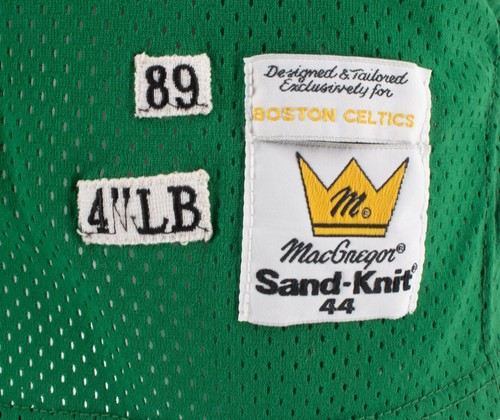 89
4"LB
Designed & Tailored
Exclusively for
BOSTON CELTICS
M®
MacGregor®
Sand-Knit®
44